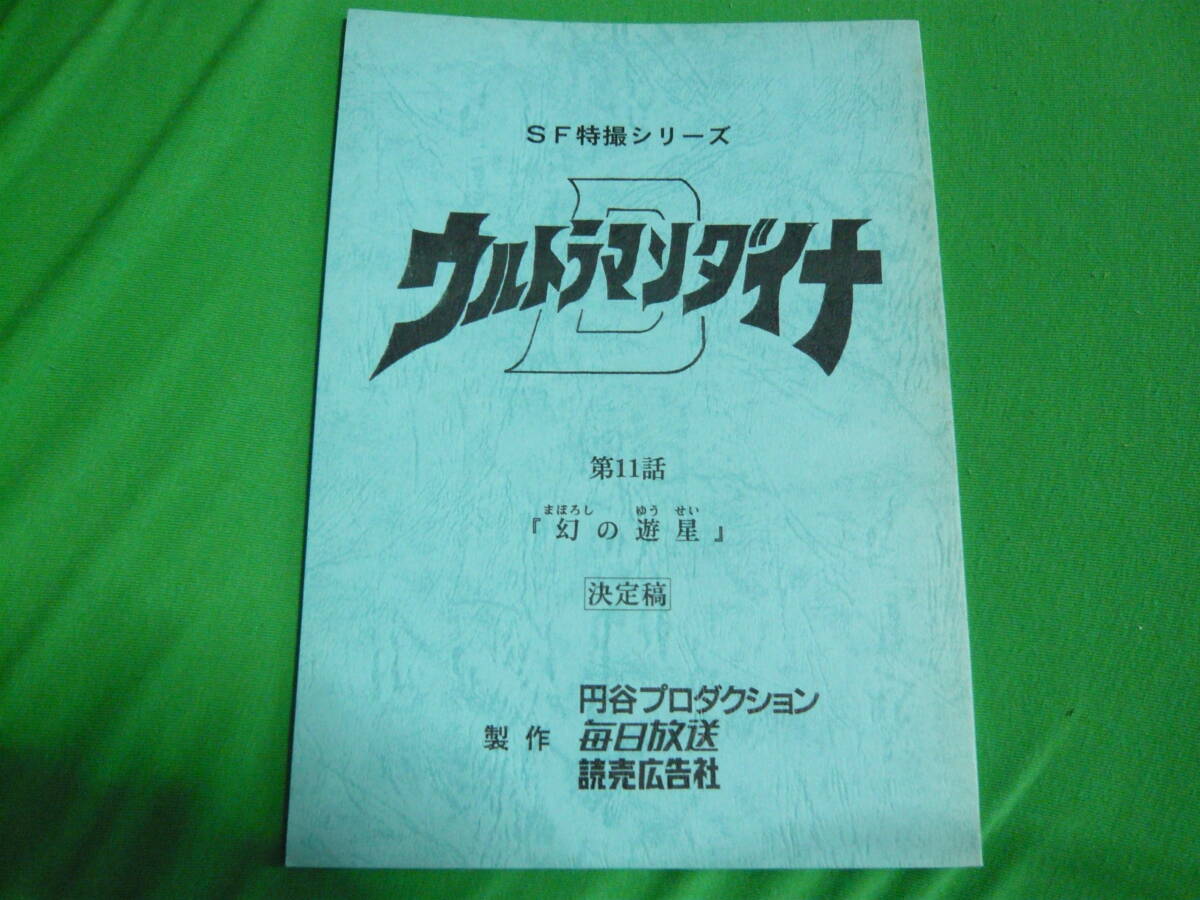 SF特撮シリーズ
D
ウルトラマンダイナ
第11話
まぼろし ゆう せい
『幻の遊星』
決定稿
円谷プロダクション
製作 毎日放送
読売広告社